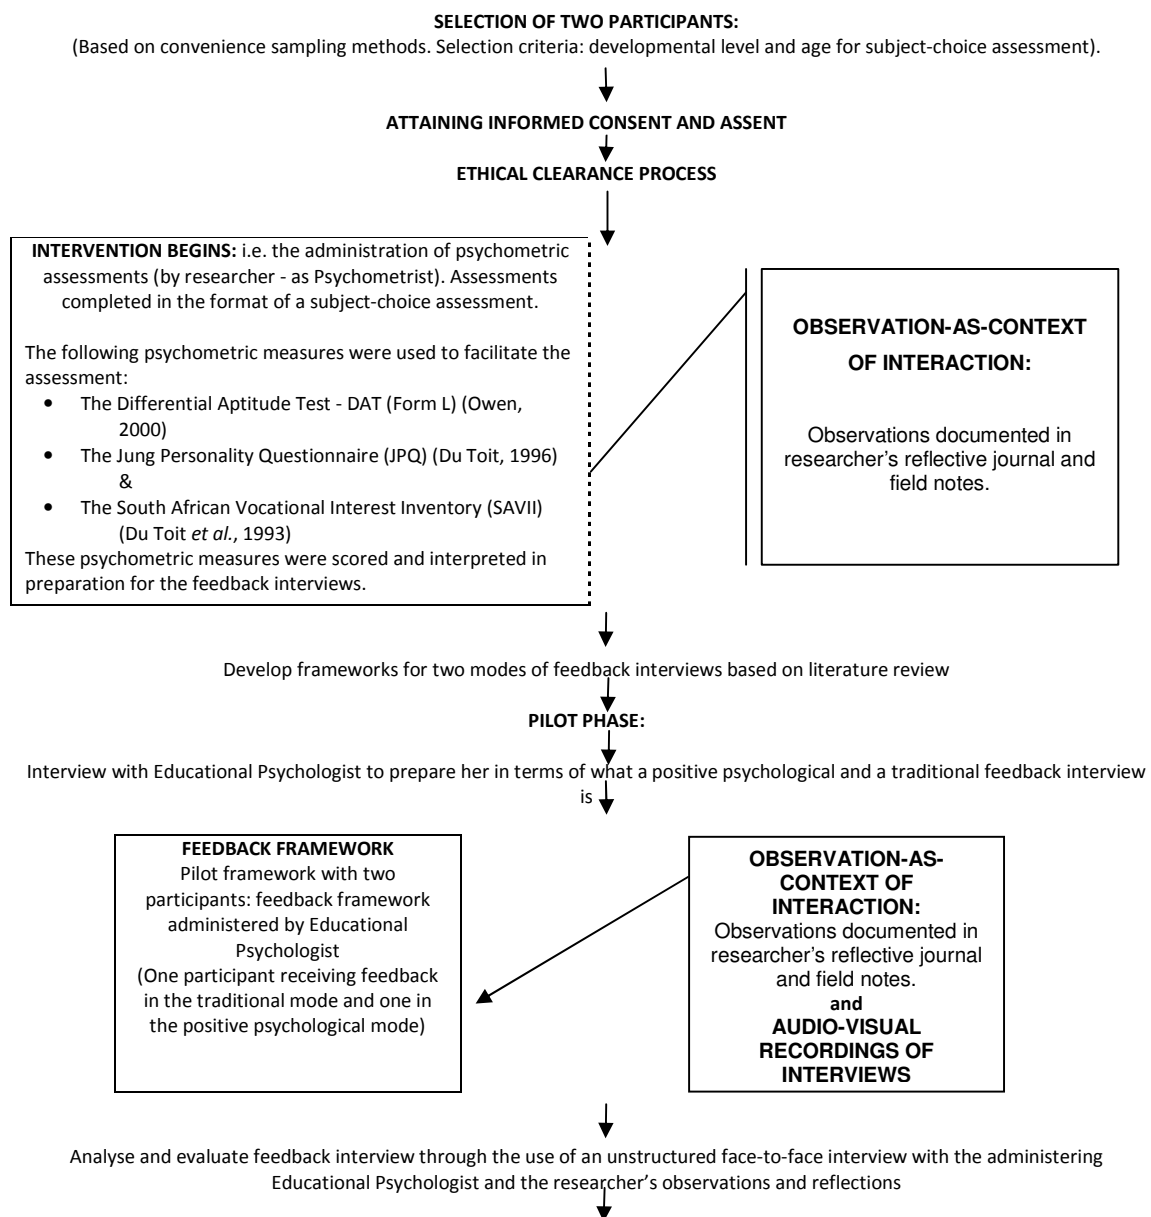 SELECTION OF TWO PARTICIPANTS:
(Based on convenience sampling methods. Selection criteria: developmental level and age for subject-choice assessment).
ATTAINING INFORMED CONSENT AND ASSENT
ETHICAL CLEARANCE PROCESS
INTERVENTION BEGINS: i.e. the administration of psychometric
assessments (by researcher - as Psychometrist). Assessments
completed in the format of a subject-choice assessment.
The following psychometric measures were used to facilitate the
assessment:
• The Differential Aptitude Test - DAT (Form L) (Owen,
2000)
• The Jung Personality Questionnaire (JPQ) (Du Toit, 1996)
&
• The South African Vocational Interest Inventory (SAVII)
(Du Toit et al., 1993)
These psychometric measures were scored and interpreted in
preparation for the feedback interviews.
OBSERVATION-AS-CONTEXT
OF INTERACTION:
Observations documented in
researcher's reflective journal and
field notes.
Develop frameworks for two modes of feedback interviews based on literature review
PILOT PHASE:
Interview with Educational Psychologist to prepare her in terms of what a positive psychological and a traditional feedback interview
is
FEEDBACK FRAMEWORK
Pilot framework with two
participants: feedback framework
administered by Educational
Psychologist
(One participant receiving feedback
in the traditional mode and one in
the positive psychological mode)
OBSERVATION-AS-
CONTEXT OF
INTERACTION:
Observations documented in
researcher's reflective journal
and field notes.
and
AUDIO-VISUAL
RECORDINGS OF
INTERVIEWS
Analyse and evaluate feedback interview through the use of an unstructured face-to-face interview with the administering
Educational Psychologist and the researcher's observations and reflections